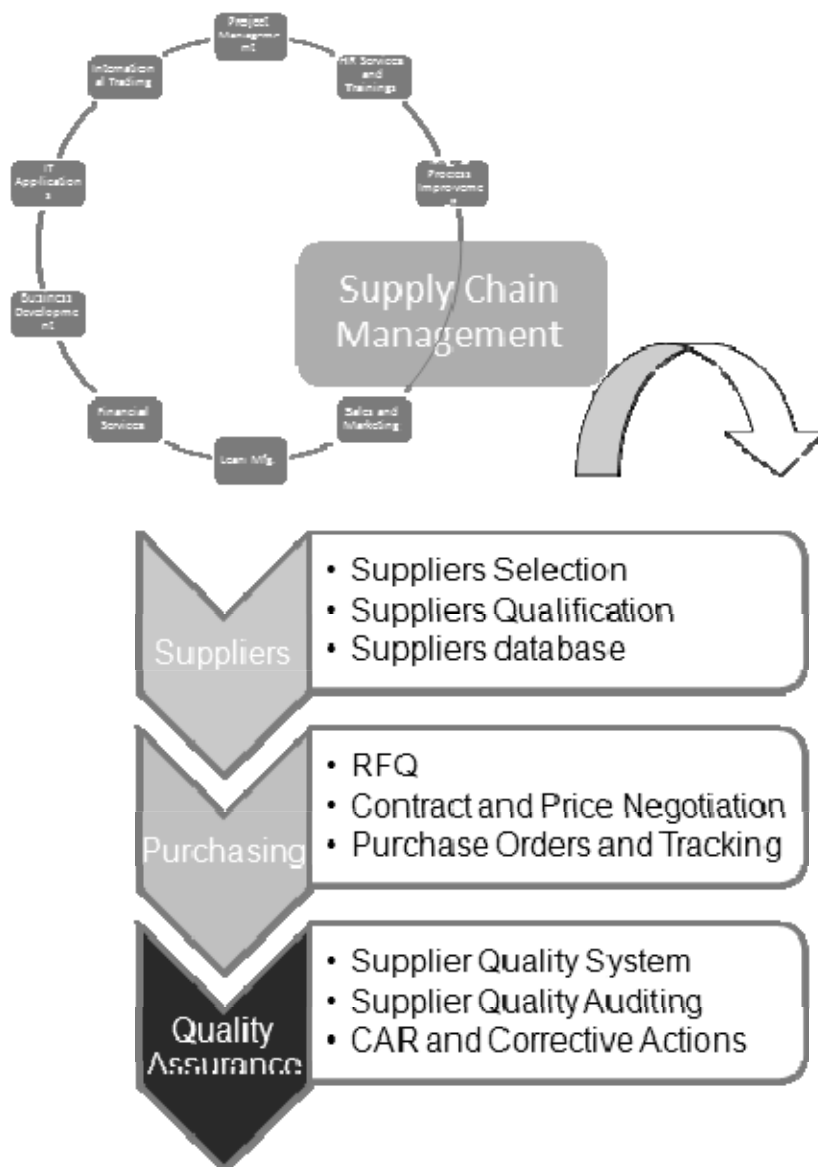 Project
Manageme
nt
HR Services
and
Trainings
Process
Improveme
Supply Chain
Management
Sales and
Marketing
Lean Mfg.
Financial
Services
Business
Developme
nt
IT
Application
s
Internation
al Trading
Suppliers
• Suppliers Selection
• Suppliers Qualification
• Suppliers database
Purchasing
• RFQ
• Contract and Price Negotiation
• Purchase Orders and Tracking
Quality
Assurance
• Supplier Quality System
• Supplier Quality Auditing
• CAR and Corrective Actions